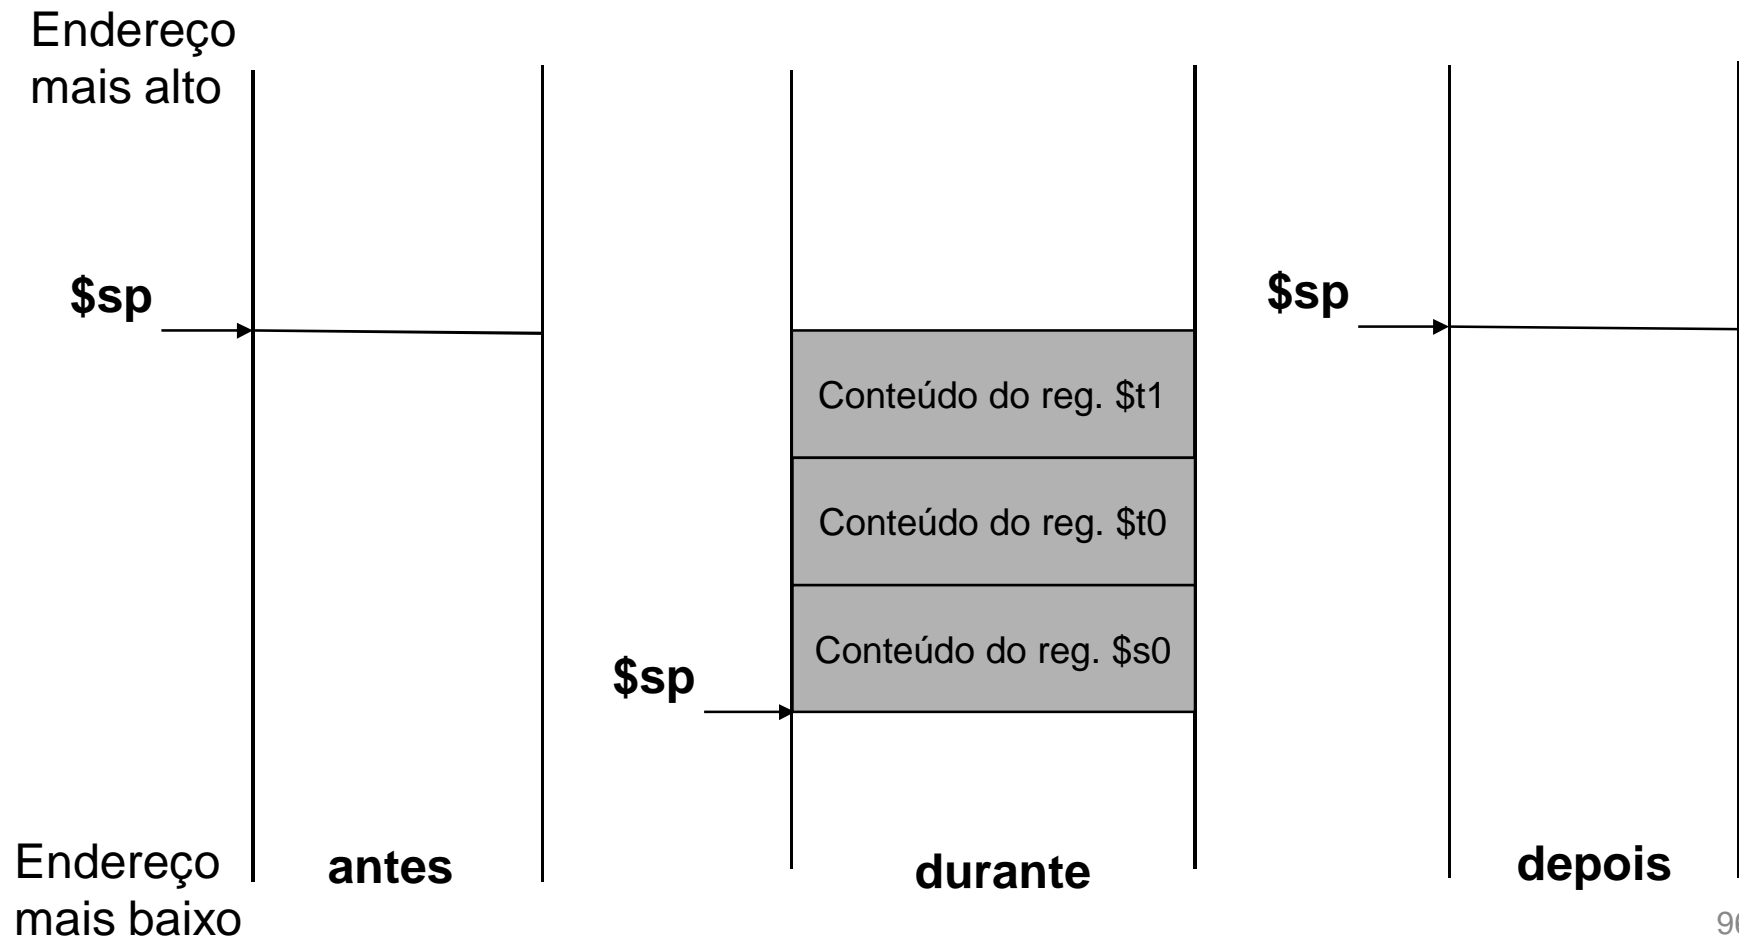 Endereço
mais alto
$sp
$sp
Conteúdo do reg. $t1
Conteúdo do reg. $t0
Conteúdo do reg. $s0
$sp
Endereço
mais baixo
antes
durante
depois